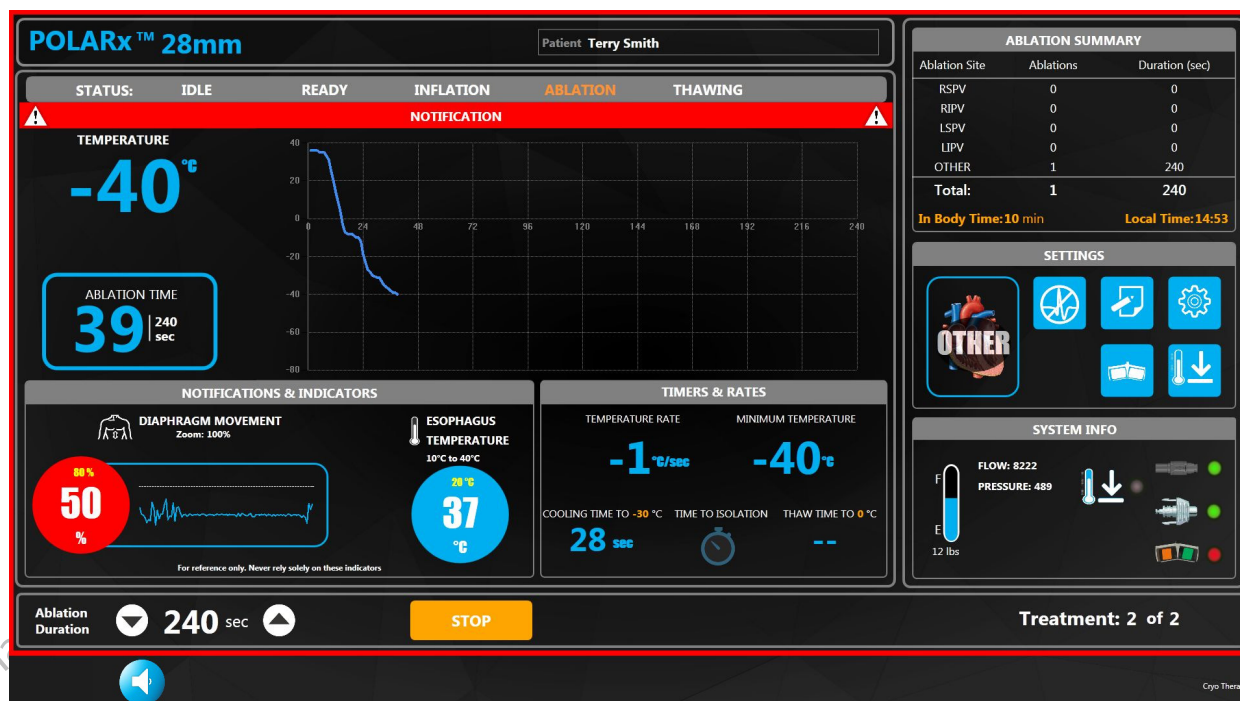 POLARx™ 28mm
Patient Terry Smith
STATUS: IDLE READY INFLATION ABLATION THAWING
NOTIFICATION
TEMPERATURE
-40 °C
ABLATION TIME
39 240 sec
40
20
0
-20
-40
-60
-80
0 24 48 72 96 120 144 168 192 216 240
NOTIFICATIONS & INDICATORS
DIAPHRAGM MOVEMENT
Zoom: 100%
80 %
50
%
ESOPHAGUS
TEMPERATURE
10°C to 40°C
20 °C
37
°C
For reference only. Never rely solely on these indicators
TIMERS & RATES
TEMPERATURE RATE MINIMUM TEMPERATURE
-1 °C/sec -40 °C
COOLING TIME TO -30 °C TIME TO ISOLATION THAW TIME TO 0 °C
28 sec --
Ablation
Duration
240 sec
STOP
Treatment: 2 of 2
ABLATION SUMMARY
Ablation Site Ablations Duration (sec)
RSPV 0 0
RIPV 0 0
LSPV 0 0
LIPV 0 0
OTHER 1 240
Total: 1 240
In Body Time: 10 min Local Time: 14:53
SETTINGS
OTHER
SYSTEM INFO
F
E
12 lbs
FLOW: 8222
PRESSURE: 489